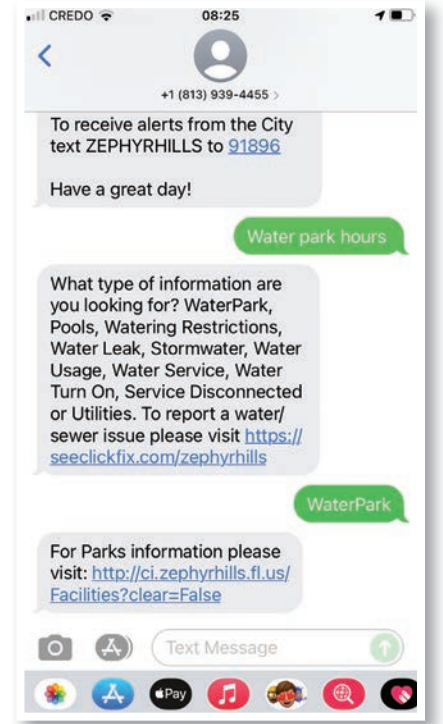 CREDO 08:25
+1 (813) 939-4455 >
To receive alerts from the City
text ZEPHYRHILLS to 91896
Have a great day!
Water park hours
What type of information are
you looking for? WaterPark,
Pools, Watering Restrictions,
Water Leak, Stormwater, Water
Usage, Water Service, Water
Turn On, Service Disconnected
or Utilities. To report a water/
sewer issue please visit https://
seeclickfix.com/zephyrhills
WaterPark
For Parks information please
visit: http://ci.zephyrhills.fl.us/
Facilities?clear=False
Text Message
Pay